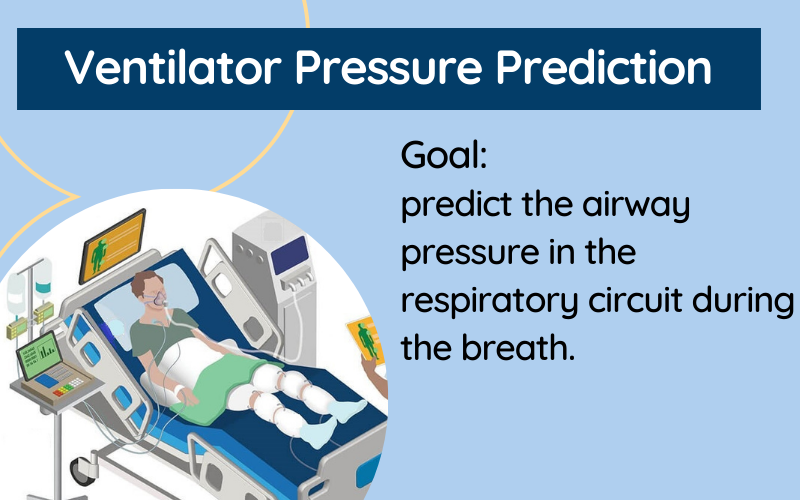 Ventilator Pressure Prediction
Goal:
predict the airway
pressure in the
respiratory circuit during
the breath.